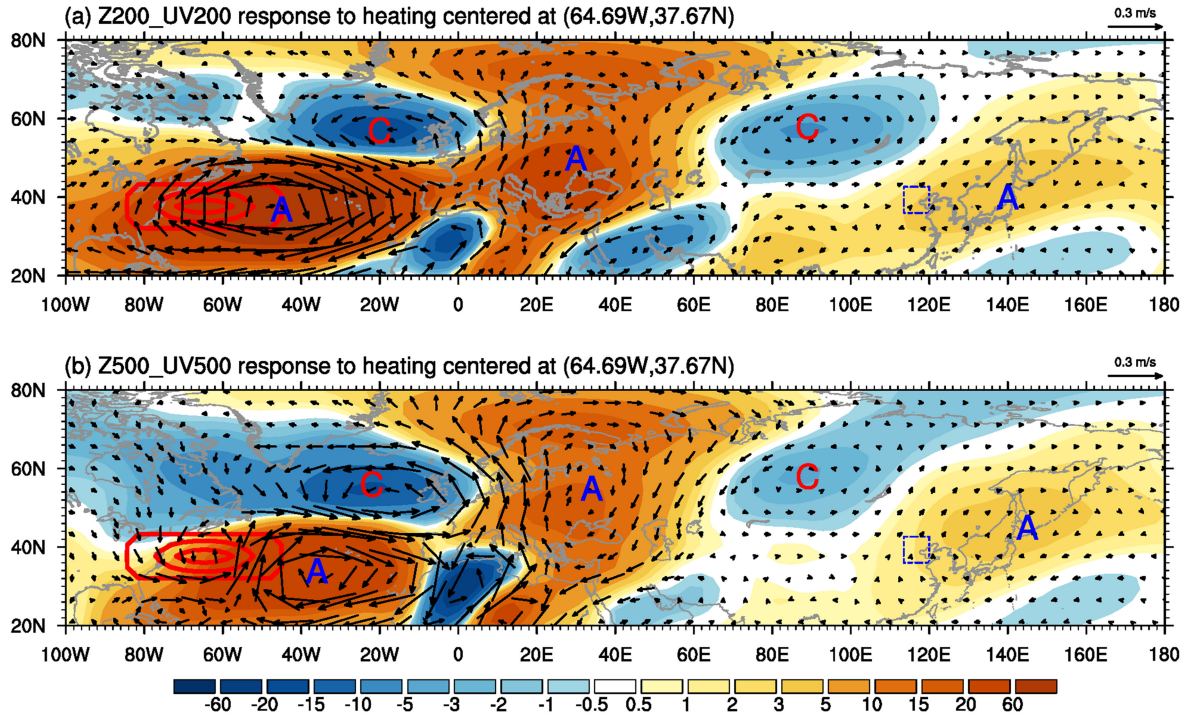 (a) Z200_UV200 response to heating centered at (64.69W,37.67N)
0.3 m/s
80N
60N
40N
20N
C
A
A
C
A
100W 80W 60W 40W 20W 0 20E 40E 60E 80E 100E 120E 140E 160E 180
(b) Z500_UV500 response to heating centered at (64.69W,37.67N)
0.3 m/s
80N
60N
40N
20N
C
A
A
C
A
100W 80W 60W 40W 20W 0 20E 40E 60E 80E 100E 120E 140E 160E 180
-60 -20 -15 -10 -5 -3 -2 -1 -0.5 0.5 1 2 3 5 10 15 20 60